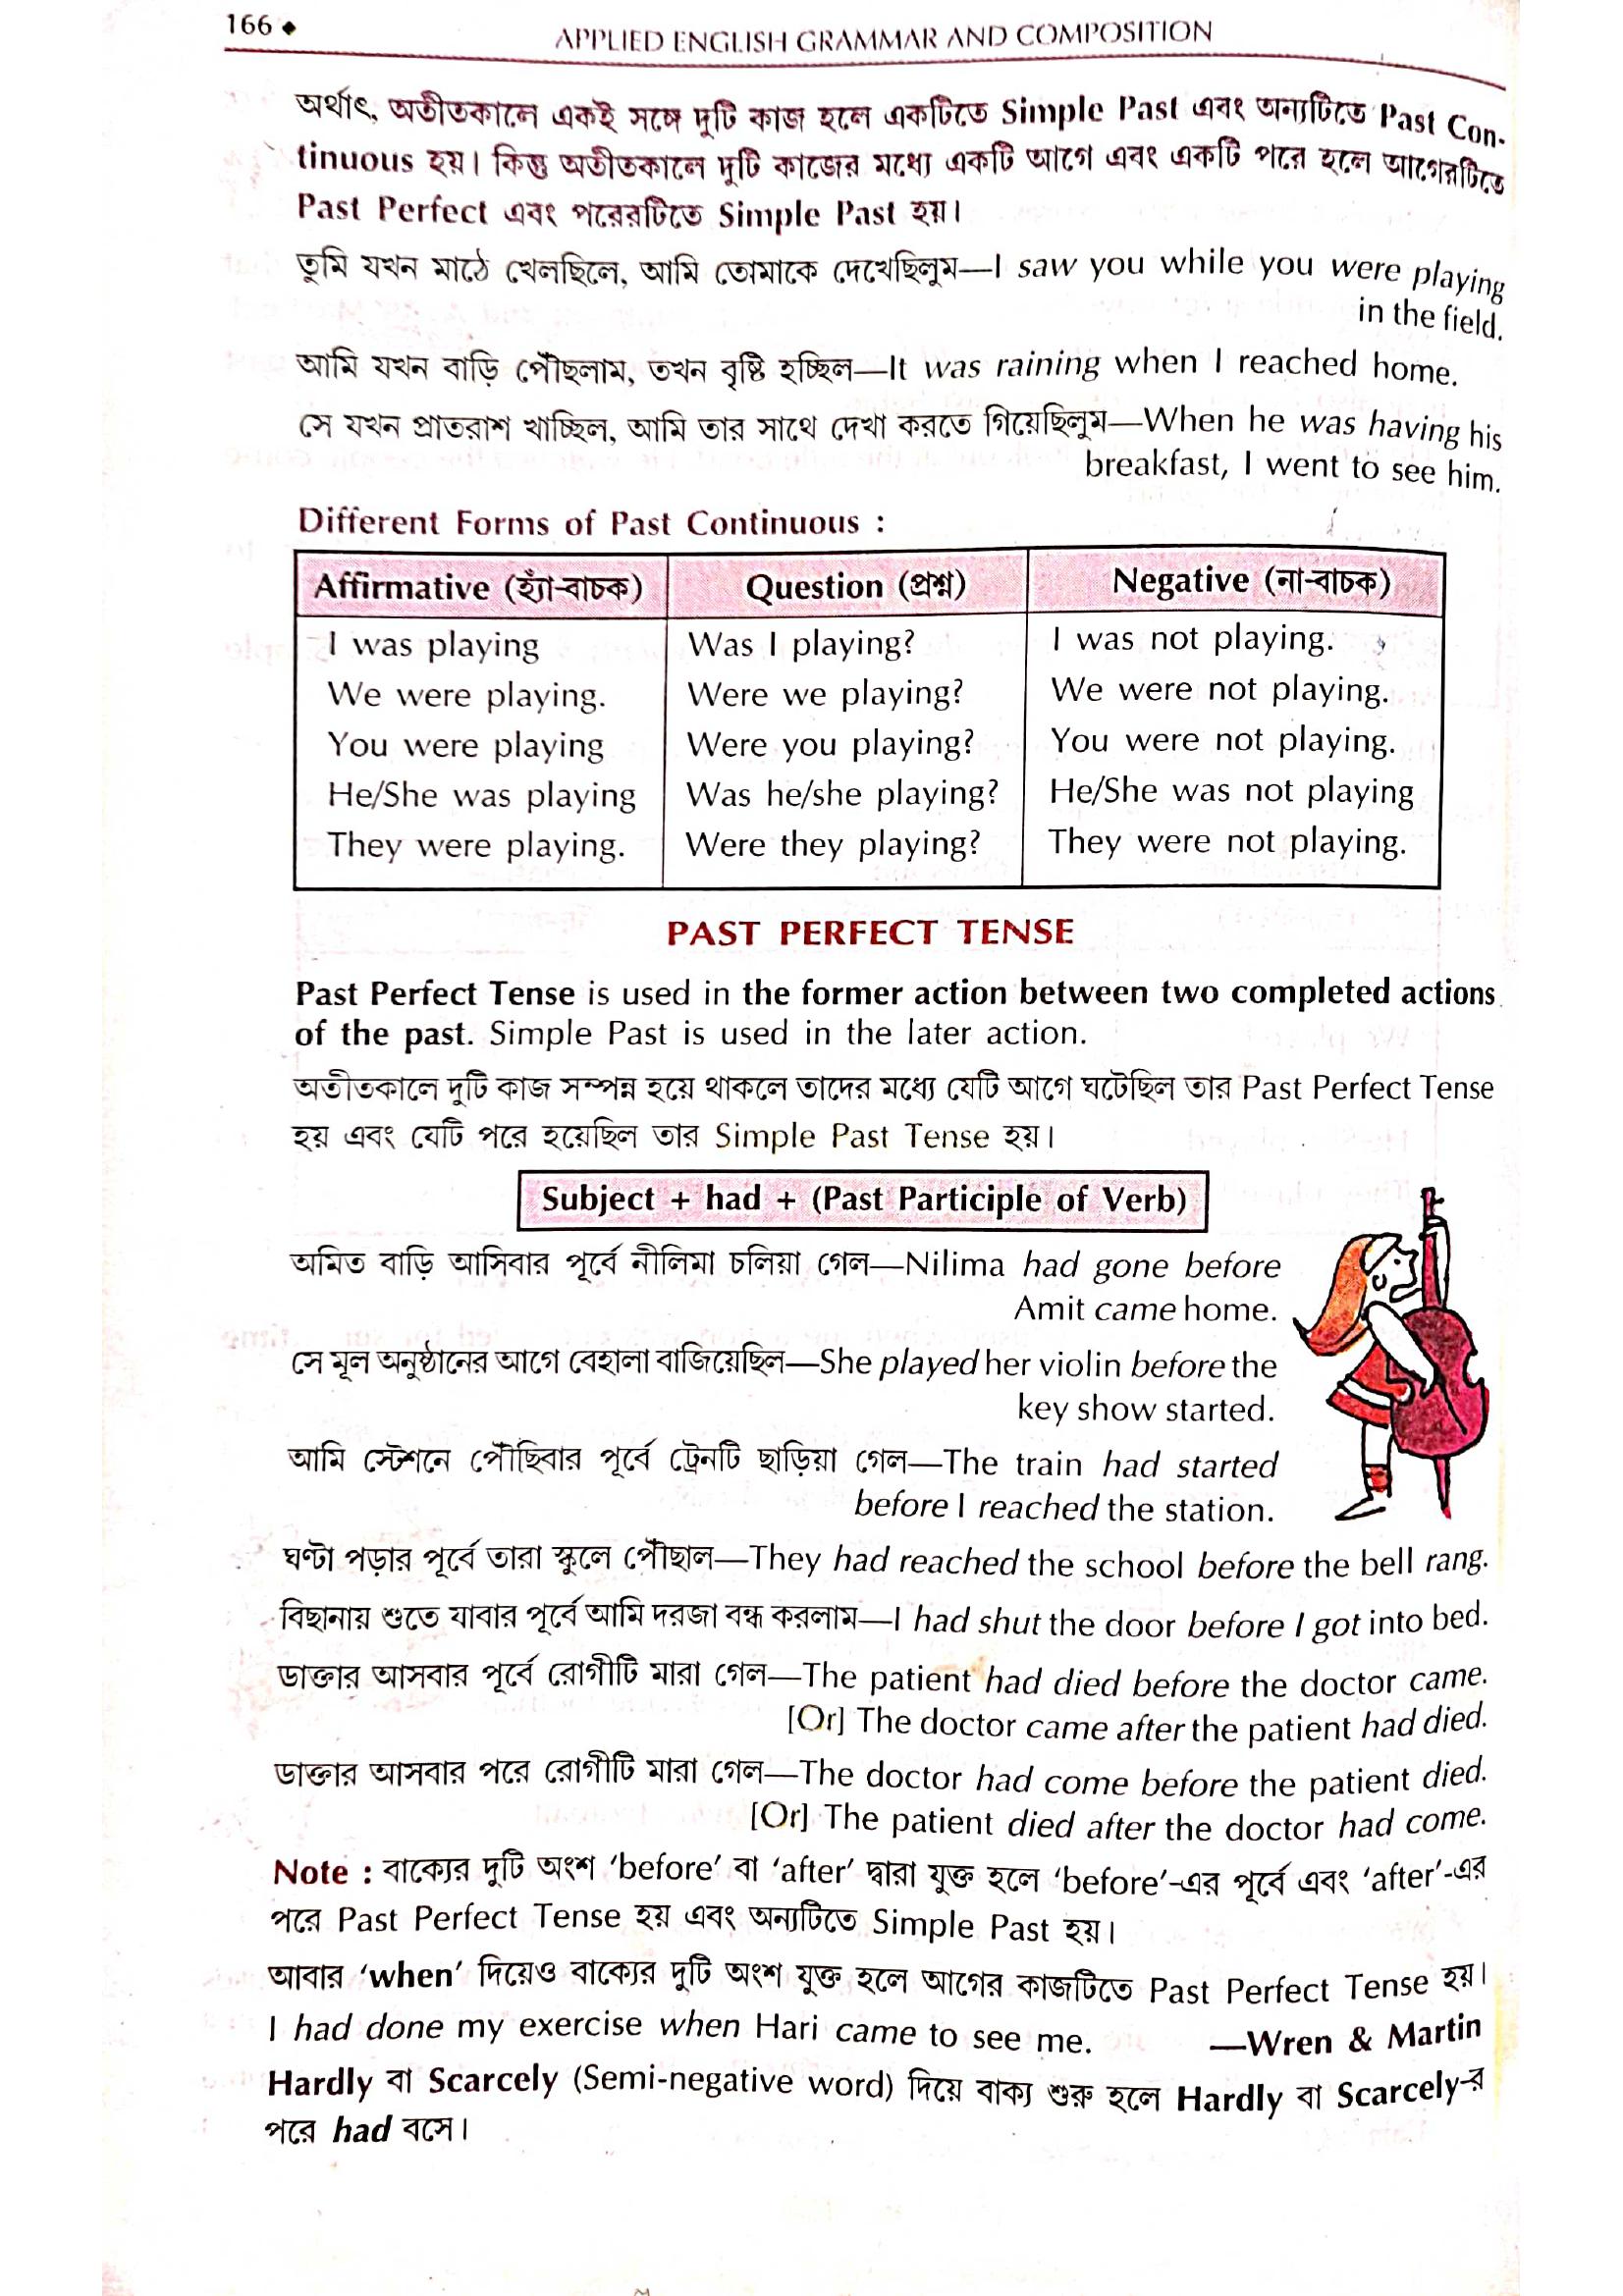 166 ◆
APPLIED ENGLISH GRAMMAR AND COMPOSITION
অর্থাৎ, অতীতকালে একই সঙ্গে দুটি কাজ হলে একটিতে Simple Past এবং অন্যটিতে Past Con-
tinuous হয়। কিন্তু অতীতকালে দুটি কাজের মধ্যে একটি আগে এবং একটি পরে হলে আগেরটিতে
Past Perfect এবং পরেরটিতে Simple Past হয়।
তুমি যখন মাঠে খেলছিলে, আমি তোমাকে দেখেছিলুম—I saw you while you were playing
in the field.
আমি যখন বাড়ি পৌঁছলাম, তখন বৃষ্টি হচ্ছিল—It was raining when I reached home.
সে যখন প্রাতরাশ খাচ্ছিল, আমি তার সাথে দেখা করতে গিয়েছিলুম—When he was having his
breakfast, I went to see him.
Different Forms of Past Continuous :
Affirmative (হ্যাঁ-বাচক) Question (প্রশ্ন) Negative (না-বাচক)
I was playing Was I playing? I was not playing.
We were playing. Were we playing? We were not playing.
You were playing Were you playing? You were not playing.
He/She was playing Was he/she playing? He/She was not playing
They were playing. Were they playing? They were not playing.
PAST PERFECT TENSE
Past Perfect Tense is used in the former action between two completed actions
of the past. Simple Past is used in the later action.
অতীতকালে দুটি কাজ সম্পন্ন হয়ে থাকলে তাদের মধ্যে যেটি আগে ঘটেছিল তার Past Perfect Tense
হয় এবং যেটি পরে হয়েছিল তার Simple Past Tense হয়।
Subject + had + (Past Participle of Verb)
অমিত বাড়ি আসিবার পূর্বে নীলিমা চলিয়া গেল—Nilima had gone before
Amit came home.
সে মূল অনুষ্ঠানের আগে বেহালা বাজিয়েছিল—She played her violin before the
key show started.
আমি স্টেশনে পৌঁছিবার পূর্বে ট্রেনটি ছাড়িয়া গেল—The train had started
before I reached the station.
ঘণ্টা পড়ার পূর্বে তারা স্কুলে পৌঁছাল—They had reached the school before the bell rang.
বিছানায় শুতে যাবার পূর্বে আমি দরজা বন্ধ করলাম—I had shut the door before I got into bed.
ডাক্তার আসবার পূর্বে রোগীটি মারা গেল—The patient had died before the doctor came.
[Or] The doctor came after the patient had died.
ডাক্তার আসবার পরে রোগীটি মারা গেল—The doctor had come before the patient died.
[Or] The patient died after the doctor had come.
Note : বাক্যের দুটি অংশ ‘before’ বা ‘after’ দ্বারা যুক্ত হলে ‘before’-এর পূর্বে এবং ‘after’-এর
পরে Past Perfect Tense হয় এবং অন্যটিতে Simple Past হয়।
আবার ‘when’ দিয়েও বাক্যের দুটি অংশ যুক্ত হলে আগের কাজটিতে Past Perfect Tense হয়।
I had done my exercise when Hari came to see me. —Wren & Martin
Hardly বা Scarcely (Semi-negative word) দিয়ে বাক্য শুরু হলে Hardly বা Scarcely-র
পরে had বসে।